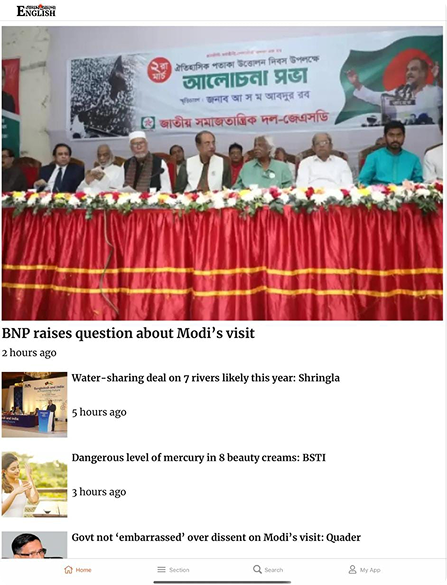 ENGLISH
২রা
মার্চ
ঐতিহাসিক পতাকা উত্তোলন দিবস উপলক্ষে
আলোচনা সভা
জনাব আ স ম আবদুর রব
জাতীয় সমাজতান্ত্রিক দল-জেএসডি
BNP raises question about Modi’s visit
2 hours ago
Water-sharing deal on 7 rivers likely this year: Shringla
5 hours ago
Dangerous level of mercury in 8 beauty creams: BSTI
3 hours ago
Govt not ‘embarrassed’ over dissent on Modi’s visit: Quader
Home Section Search My App